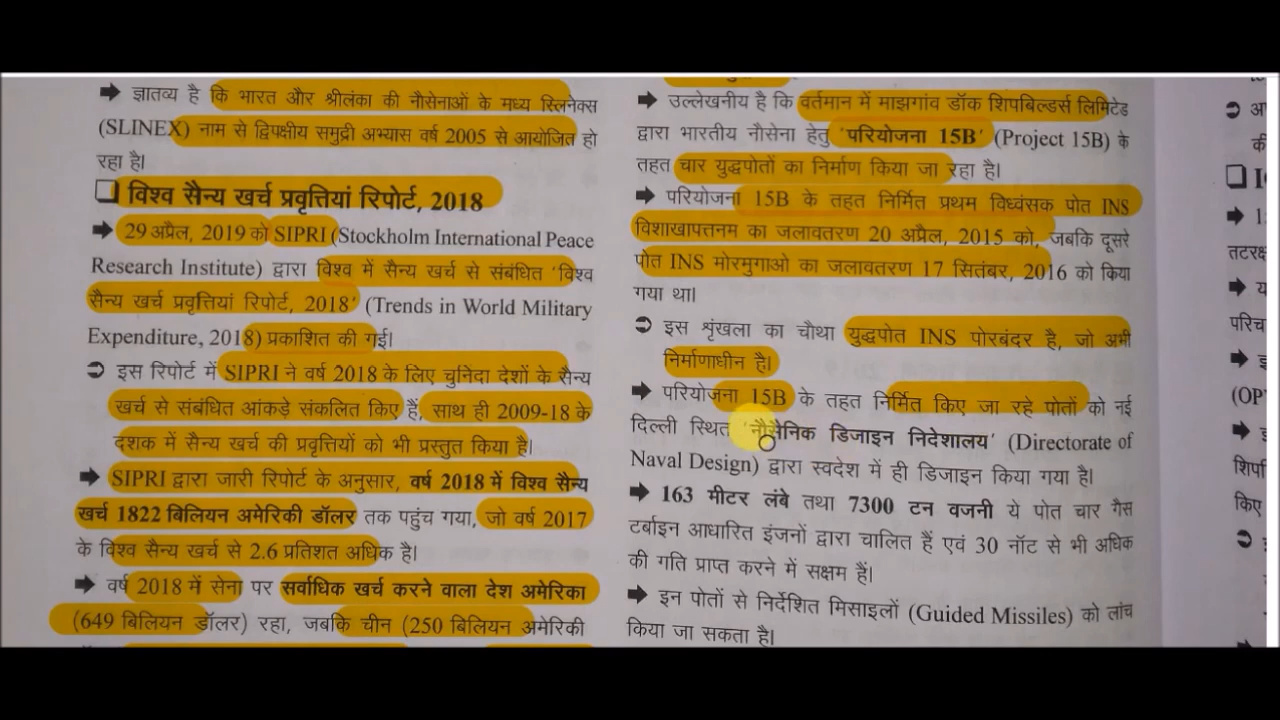 ➡ ज्ञातव्य है कि भारत और श्रीलंका की नौसेनाओं के मध्य स्लिनेक्स
(SLINEX) नाम से द्विपक्षीय समुद्री अभ्यास वर्ष 2005 से आयोजित हो
रहा है।
❑ विश्व सैन्य खर्च प्रवृत्तियां रिपोर्ट, 2018
➡ 29 अप्रैल, 2019 को SIPRI (Stockholm International Peace
Research Institute) द्वारा विश्व में सैन्य खर्च से संबंधित 'विश्व
सैन्य खर्च प्रवृत्तियां रिपोर्ट, 2018' (Trends in World Military
Expenditure, 2018) प्रकाशित की गई।
⮊ इस रिपोर्ट में SIPRI ने वर्ष 2018 के लिए चुनिंदा देशों के सैन्य
खर्च से संबंधित आंकड़े संकलित किए हैं, साथ ही 2009-18 के
दशक में सैन्य खर्च की प्रवृत्तियों को भी प्रस्तुत किया है।
➡ SIPRI द्वारा जारी रिपोर्ट के अनुसार, वर्ष 2018 में विश्व सैन्य
खर्च 1822 बिलियन अमेरिकी डॉलर तक पहुंच गया, जो वर्ष 2017
के विश्व सैन्य खर्च से 2.6 प्रतिशत अधिक है।
➡ वर्ष 2018 में सेना पर सर्वाधिक खर्च करने वाला देश अमेरिका
(649 बिलियन डॉलर) रहा, जबकि चीन (250 बिलियन अमेरिकी
➡ उल्लेखनीय है कि वर्तमान में माझगांव डॉक शिपबिल्डर्स लिमिटेड
द्वारा भारतीय नौसेना हेतु 'परियोजना 15B' (Project 15B) के
तहत चार युद्धपोतों का निर्माण किया जा रहा है।
➡ परियोजना 15B के तहत निर्मित प्रथम विध्वंसक पोत INS
विशाखापत्तनम का जलावतरण 20 अप्रैल, 2015 को, जबकि दूसरे
पोत INS मोरमुगाओ का जलावतरण 17 सितंबर, 2016 को किया
गया था।
⮊ इस शृंखला का चौथा युद्धपोत INS पोरबंदर है, जो अभी
निर्माणाधीन है।
➡ परियोजना 15B के तहत निर्मित किए जा रहे पोतों को नई
दिल्ली स्थित 'नौसैनिक डिजाइन निदेशालय' (Directorate of
Naval Design) द्वारा स्वदेश में ही डिजाइन किया गया है।
➡ 163 मीटर लंबे तथा 7300 टन वजनी ये पोत चार गैस
टर्बाइन आधारित इंजनों द्वारा चालित हैं एवं 30 नॉट से भी अधिक
की गति प्राप्त करने में सक्षम हैं।
➡ इन पोतों से निर्देशित मिसाइलों (Guided Missiles) को लांच
किया जा सकता है।
की
तटरक्ष
परिच
(OP
शिपि
किए